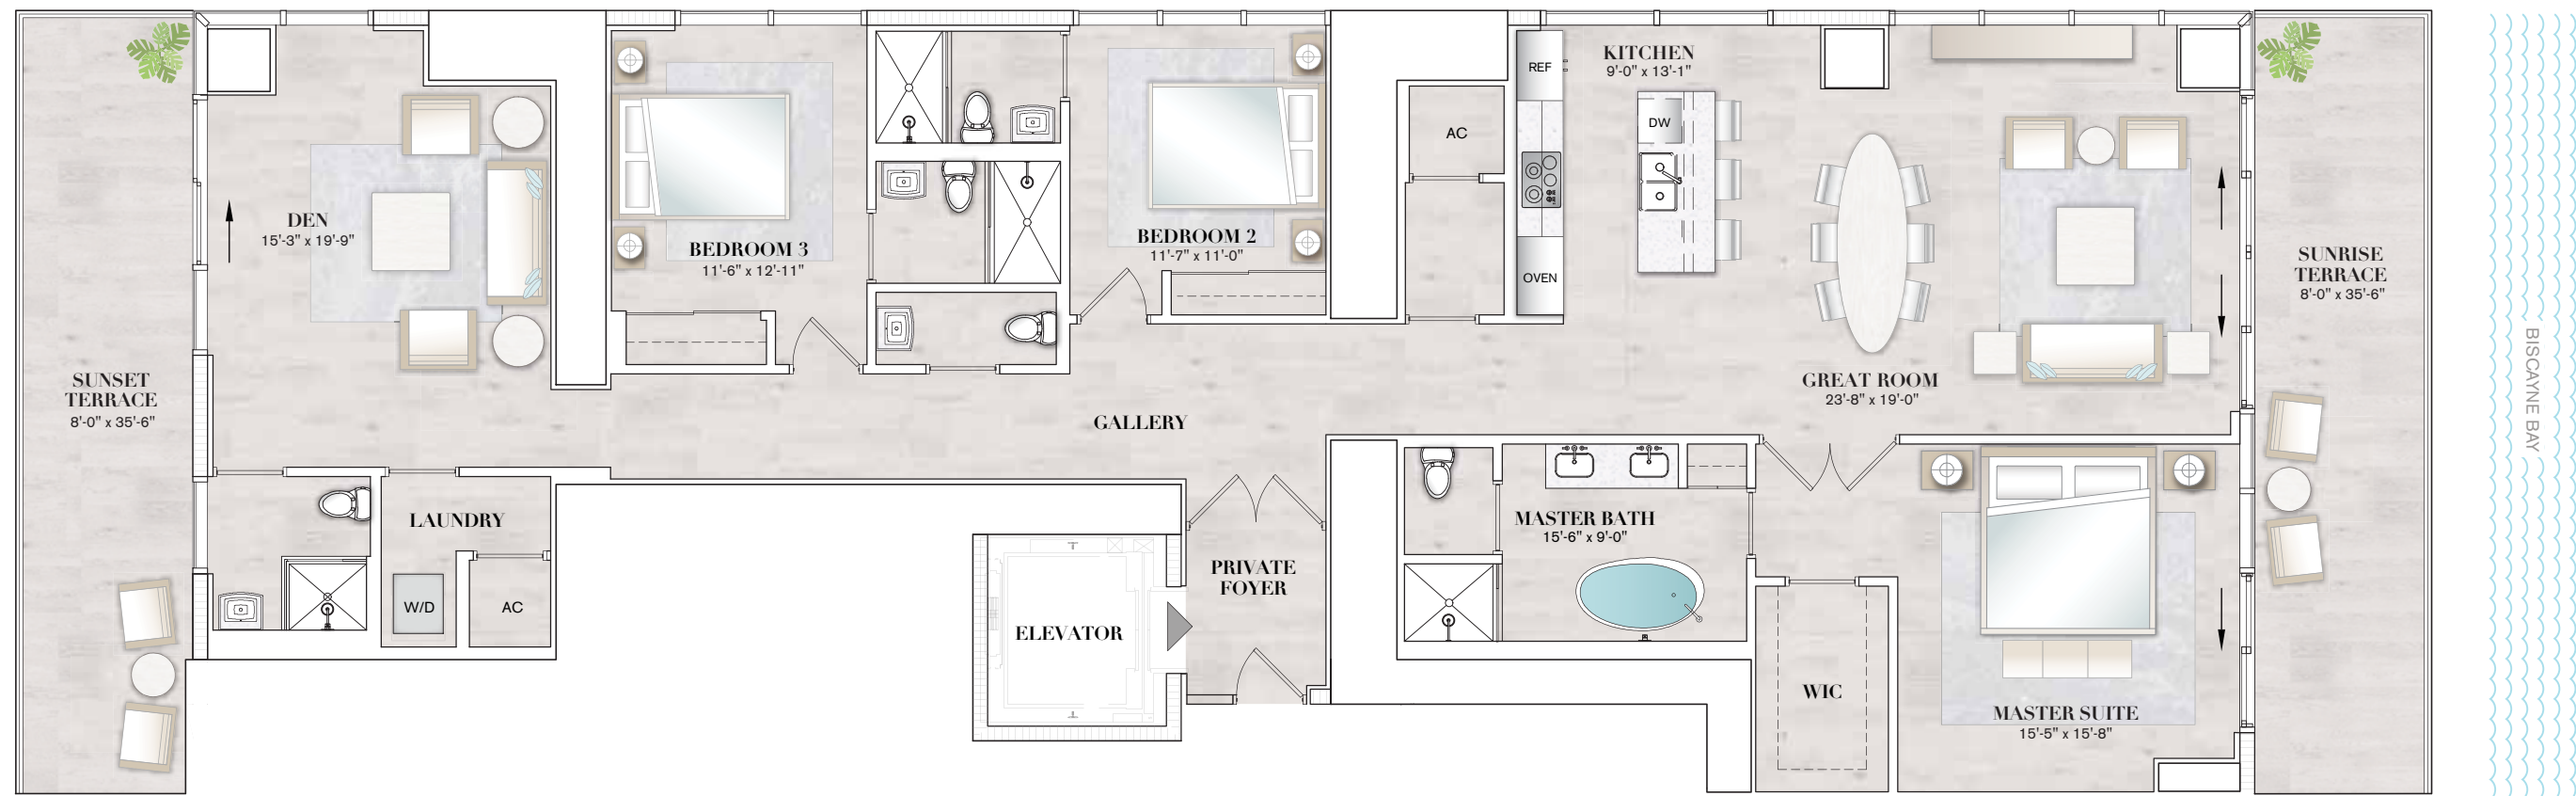 DEN
15'-3" x 19'-9"
SUNSET
TERRACE
8'-0" x 35'-6"
BEDROOM 3
11'-6" x 12'-11"
BEDROOM 2
11'-7" x 11'-0"
AC
REF
OVEN
KITCHEN
9'-0" x 13'-1"
DW
GREAT ROOM
23'-8" x 19'-0"
SUNRISE
TERRACE
8'-0" x 35'-6"
BISCAYNE BAY
GALLERY
LAUNDRY
W/D
AC
ELEVATOR
PRIVATE
FOYER
MASTER BATH
15'-6" x 9'-0"
WIC
MASTER SUITE
15'-5" x 15'-8"